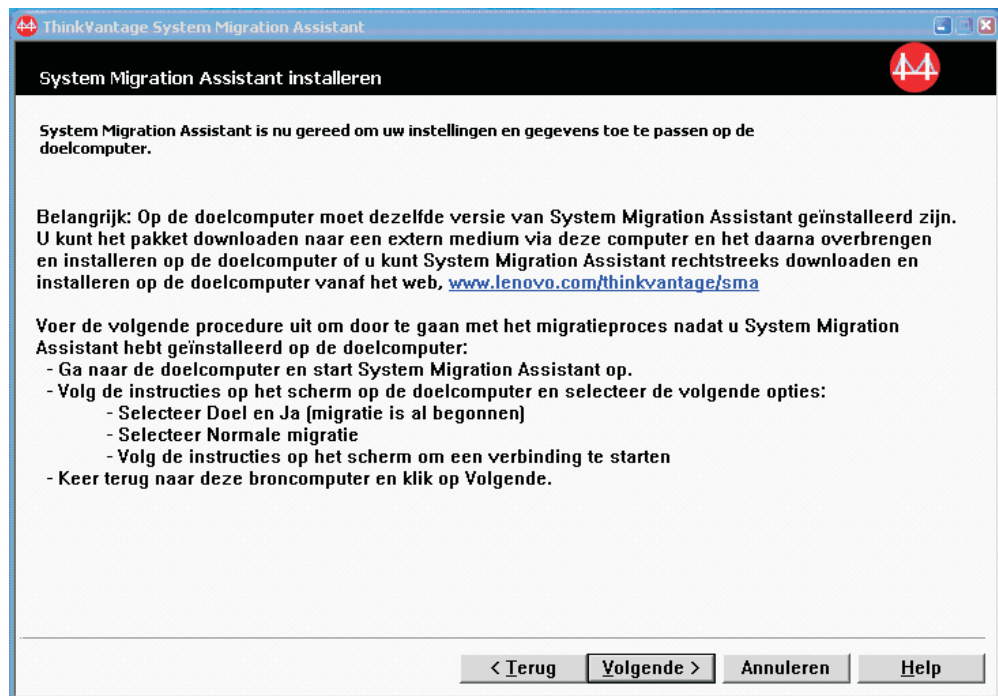 ThinkVantage System Migration Assistant
System Migration Assistant installeren
System Migration Assistant is nu gereed om uw instellingen en gegevens toe te passen op de
doelcomputer.
Belangrijk: Op de doelcomputer moet dezelfde versie van System Migration Assistant geïnstalleerd zijn.
U kunt het pakket downloaden naar een extern medium via deze computer en het daarna overbrengen
en installeren op de doelcomputer of u kunt System Migration Assistant rechtstreeks downloaden en
installeren op de doelcomputer vanaf het web, www.lenovo.com/thinkvantage/sma
Voer de volgende procedure uit om door te gaan met het migratieproces nadat u System Migration
Assistant hebt geïnstalleerd op de doelcomputer:
- Ga naar de doelcomputer en start System Migration Assistant op.
- Volg de instructies op het scherm op de doelcomputer en selecteer de volgende opties:
- Selecteer Doel en Ja (migratie is al begonnen)
- Selecteer Normale migratie
- Volg de instructies op het scherm om een verbinding te starten
- Keer terug naar deze broncomputer en klik op Volgende.
< Terug
Volgende >
Annuleren
Help